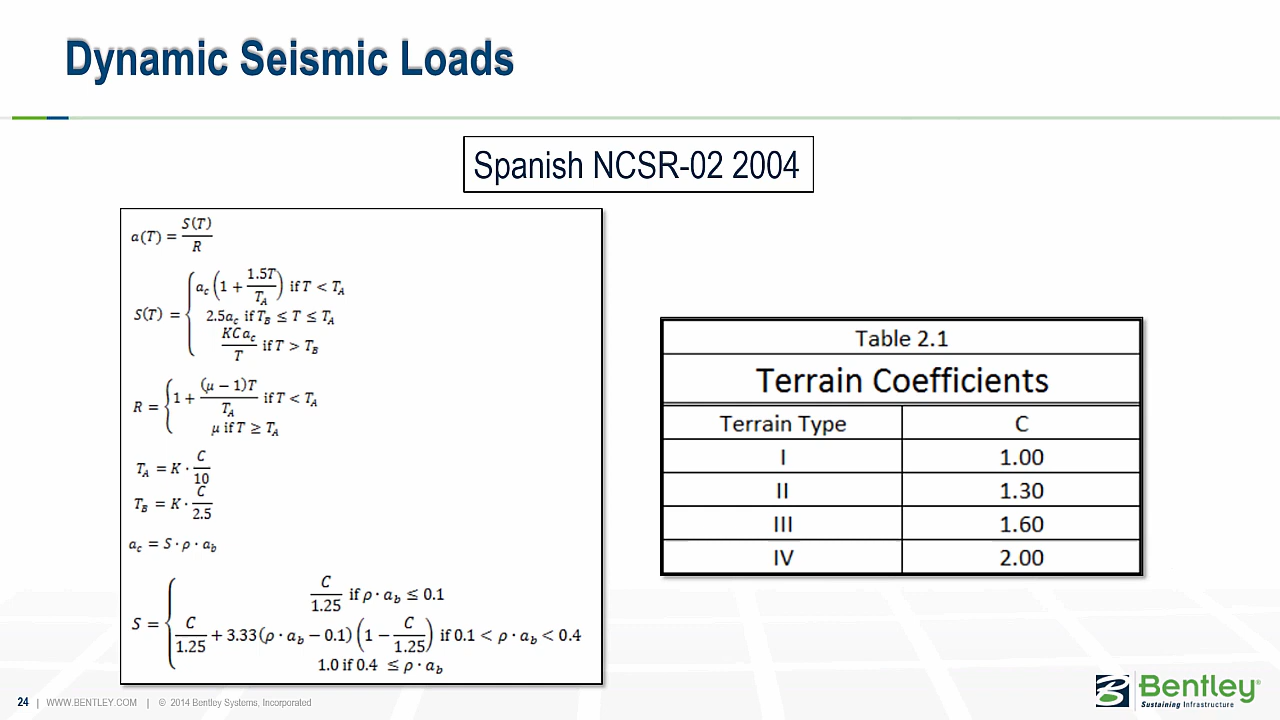 Dynamic Seismic Loads
Spanish NCSR-02 2004
a(T) = S(T)/R
S(T) = { a_c (1 + 1.5T/T_A) if T < T_A
2.5a_c if T_B ≤ T ≤ T_A
KCa_c/T if T > T_B
R = { 1 + (μ − 1)T/T_A if T < T_A
μ if T ≥ T_A
T_A = K · C/10
T_B = K · C/2.5
a_c = S · ρ · a_b
S = { C/1.25 if ρ · a_b ≤ 0.1
C/1.25 + 3.33(ρ · a_b − 0.1)(1 − C/1.25) if 0.1 < ρ · a_b < 0.4
1.0 if 0.4 ≤ ρ · a_b
Table 2.1
Terrain Coefficients
Terrain Type C
I 1.00
II 1.30
III 1.60
IV 2.00
24 | WWW.BENTLEY.COM | © 2014 Bentley Systems, Incorporated
Bentley®
Sustaining Infrastructure